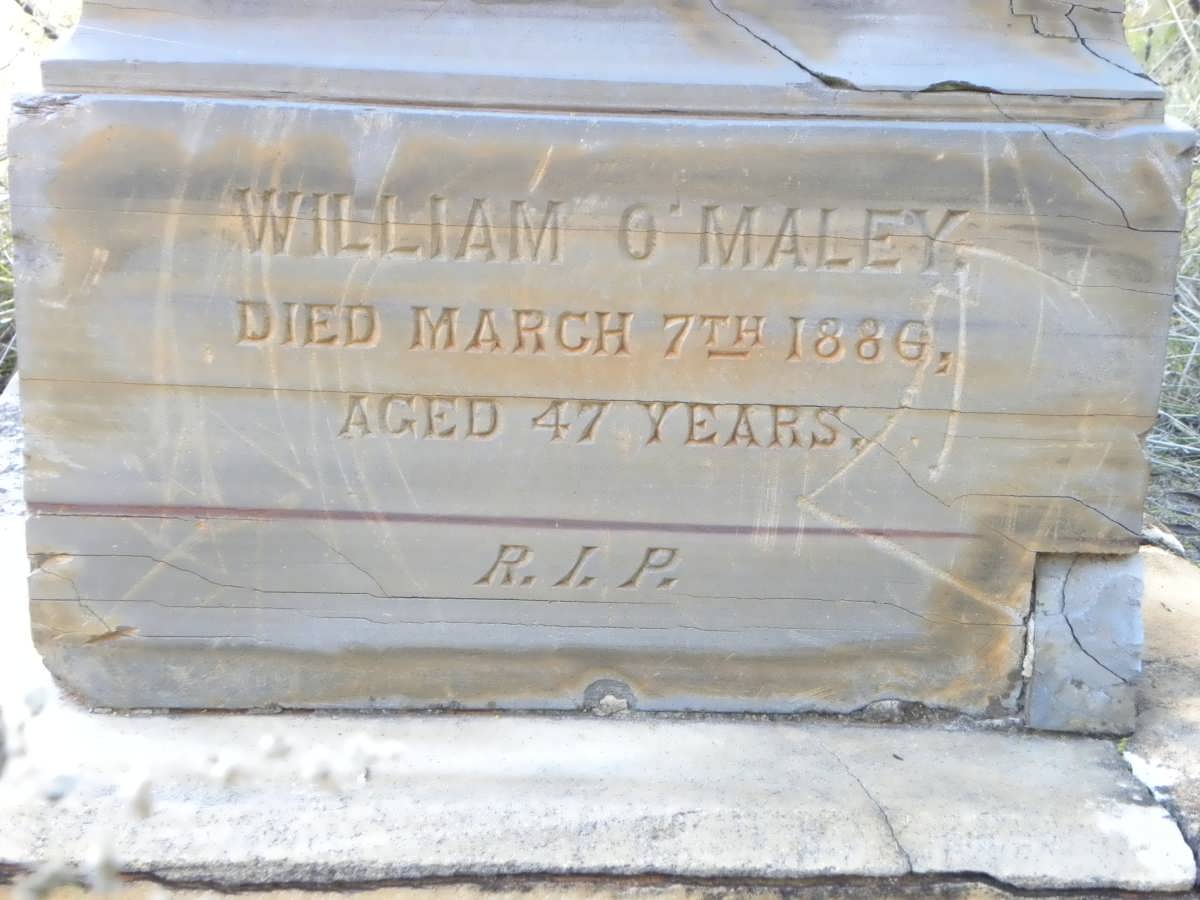 WILLIAM O'MALEY.
DIED MARCH 7TH 1886,
AGED 47 YEARS.
R.I.P.